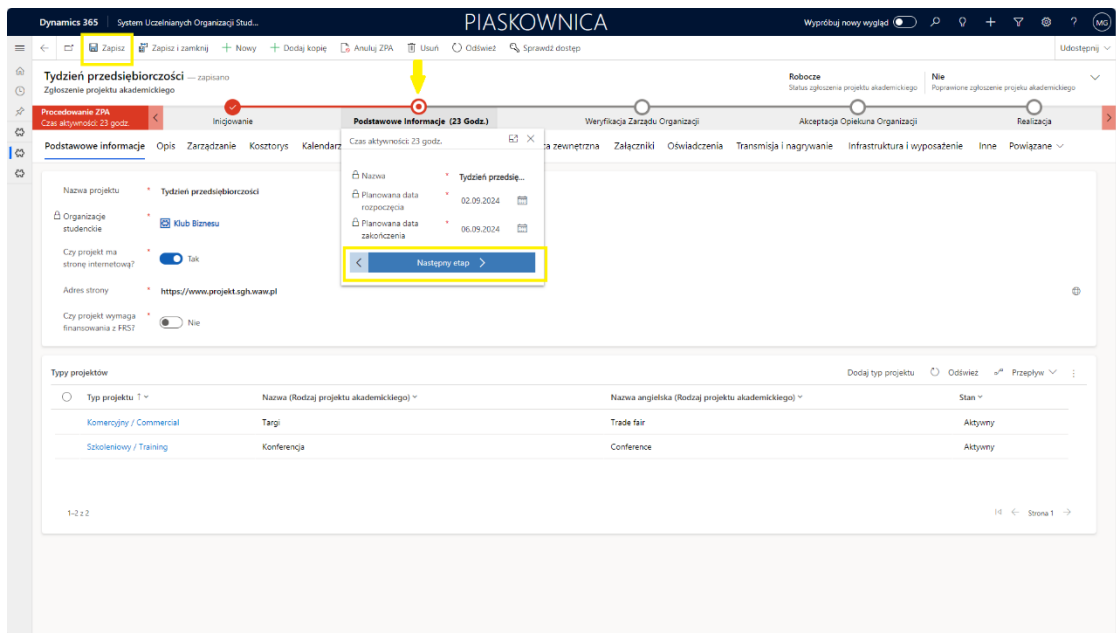 Dynamics 365 System Uczelnianych Organizacji Stud... PIASKOWNICA Wypróbuj nowy wygląd ? MG
Zapisz Zapisz i zamknij Nowy Dodaj kopię Anuluj ZPA Usuń Odśwież Sprawdź dostęp Udostępnij
Tydzień przedsiębiorczości — zapisano
Zgłoszenie projektu akademickiego
Robocze
Status zgłoszenia projektu akademickiego
Nie
Poprawione zgłoszenie projeku akademickiego
Procedowanie ZPA
Czas aktywności: 23 godz.
Inicjowanie
Podstawowe Informacje (23 Godz.)
Weryfikacja Zarządu Organizacji
Akceptacja Opiekuna Organizacji
Realizacja
Podstawowe informacje Opis Zarządzanie Kosztorys Kalendarz
ca zewnętrzna Załączniki Oświadczenia Transmisja i nagrywanie Infrastruktura i wyposażenie Inne Powiązane
Czas aktywności: 23 godz.
Nazwa * Tydzień przedsię...
Planowana data rozpoczęcia * 02.09.2024
Planowana data zakończenia * 06.09.2024
Następny etap
Nazwa projektu * Tydzień przedsiębiorczości
Organizacje studenckie * Klub Biznesu
Czy projekt ma stronę internetową? * Tak
Adres strony * https://www.projekt.sgh.waw.pl
Czy projekt wymaga finansowania z FRS? * Nie
Typy projektów
Dodaj typ projektu Odśwież Przepływ
Typ projektu ↑ Nazwa (Rodzaj projektu akademickiego) Nazwa angielska (Rodzaj projektu akademickiego) Stan
Komercyjny / Commercial Targi Trade fair Aktywny
Szkoleniowy / Training Konferencja Conference Aktywny
1–2 z 2
Strona 1